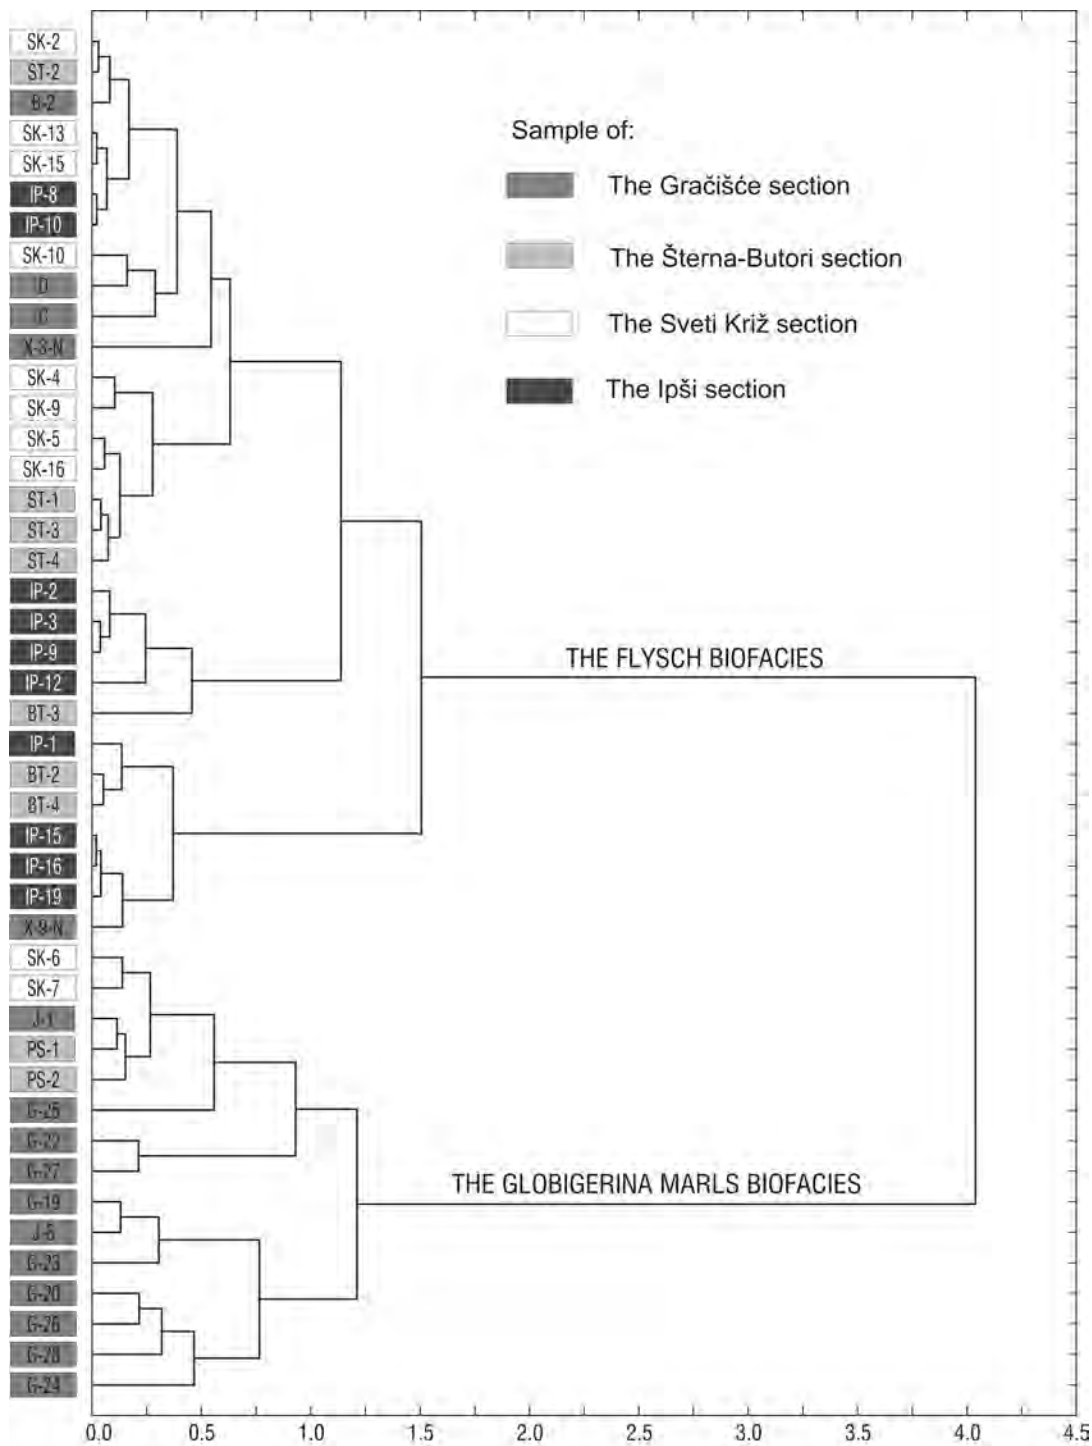 SK-2
ST-2
B-2
SK-13
SK-15
IP-8
IP-10
SK-10
ID
IC
X-3-N
SK-4
SK-9
SK-5
SK-16
ST-1
ST-3
ST-4
IP-2
IP-3
IP-9
IP-12
BT-3
IP-1
BT-2
BT-4
IP-15
IP-16
IP-19
X-9-N
SK-6
SK-7
J-1
PS-1
PS-2
G-25
G-22
G-27
G-19
J-5
G-23
G-20
G-26
G-28
G-24
Sample of:
The Gračišće section
The Šterna-Butori section
The Sveti Križ section
The Ipši section
THE FLYSCH BIOFACIES
THE GLOBIGERINA MARLS BIOFACIES
0.0 0.5 1.0 1.5 2.0 2.5 3.0 3.5 4.0 4.5